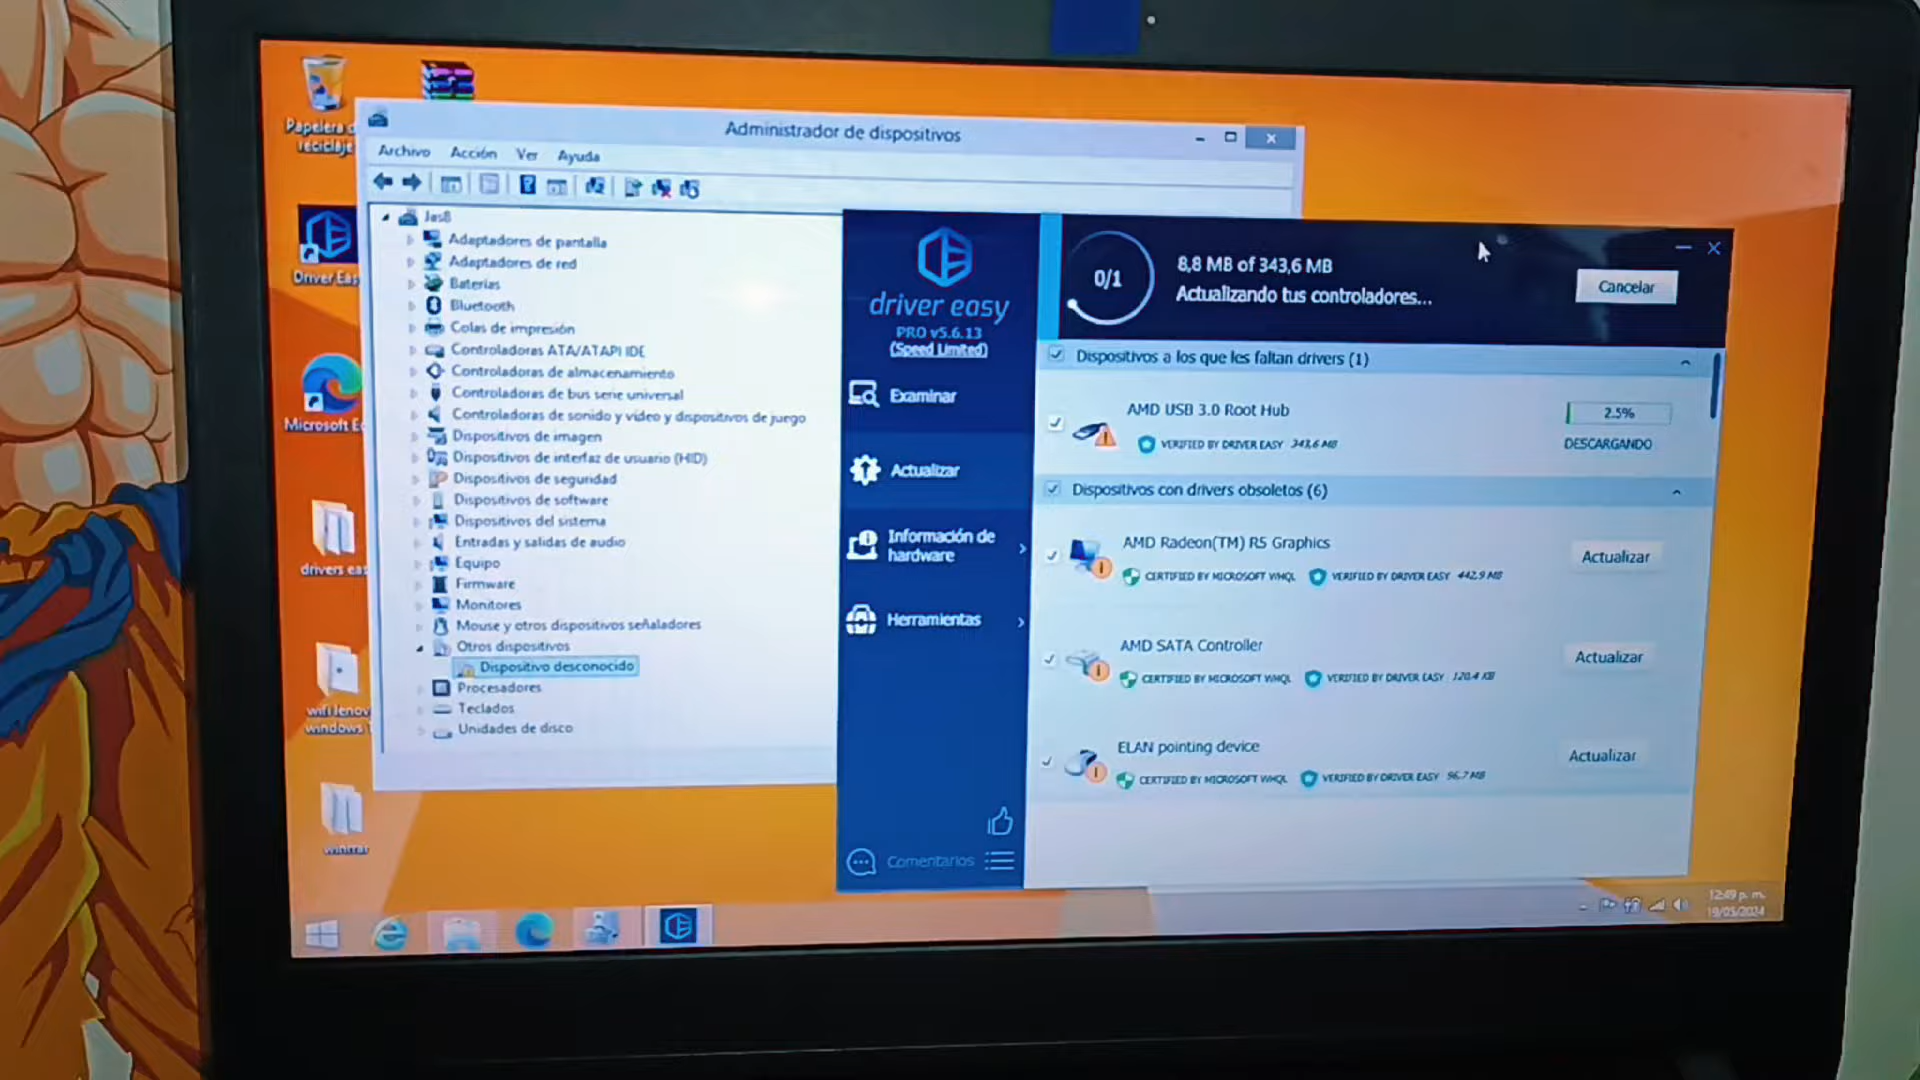 Papelera d
reciclaje
Driver Eas
Microsoft E
drivers eas
wifi lenov
windows
winrrar
Administrador de dispositivos
Archivo Acción Ver Ayuda
Jas8
Adaptadores de pantalla
Adaptadores de red
Baterías
Bluetooth
Colas de impresión
Controladoras ATA/ATAPI IDE
Controladoras de almacenamiento
Controladoras de bus serie universal
Controladoras de sonido y vídeo y dispositivos de juego
Dispositivos de imagen
Dispositivos de interfaz de usuario (HID)
Dispositivos de seguridad
Dispositivos de software
Dispositivos del sistema
Entradas y salidas de audio
Equipo
Firmware
Monitores
Mouse y otros dispositivos señaladores
Otros dispositivos
Dispositivo desconocido
Procesadores
Teclados
Unidades de disco
driver easy
PRO v5.6.13
(Speed Limited)
Examinar
Actualizar
Información de
hardware
Herramientas
Comentarios
0/1
8,8 MB of 343,6 MB
Actualizando tus controladores...
Cancelar
Dispositivos a los que les faltan drivers (1)
AMD USB 3.0 Root Hub
VERIFIED BY DRIVER EASY 343,6 MB
2.5%
DESCARGANDO
Dispositivos con drivers obsoletos (6)
AMD Radeon(TM) R5 Graphics
CERTIFIED BY MICROSOFT WHQL VERIFIED BY DRIVER EASY 442,9 MB
Actualizar
AMD SATA Controller
CERTIFIED BY MICROSOFT WHQL VERIFIED BY DRIVER EASY 120,4 KB
Actualizar
ELAN pointing device
CERTIFIED BY MICROSOFT WHQL VERIFIED BY DRIVER EASY 96,7 MB
Actualizar
12:49 p. m.
19/05/2024